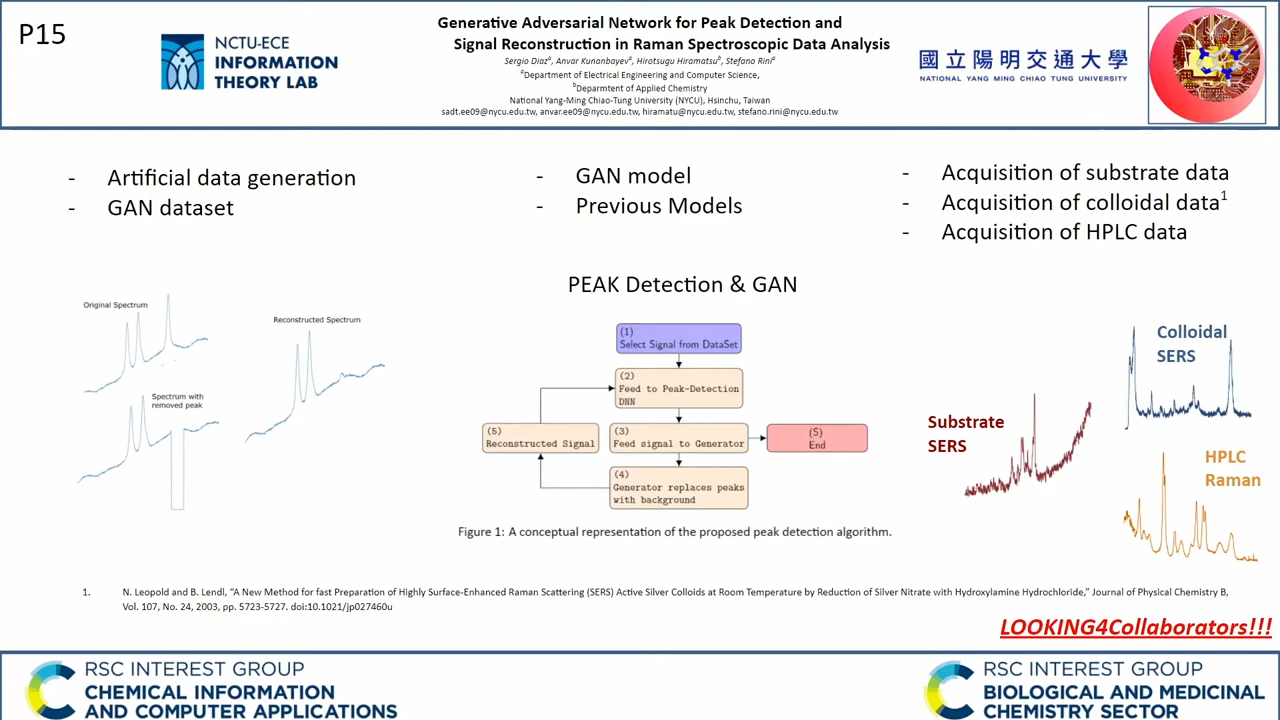 P15
NCTU-ECE
INFORMATION
THEORY LAB
Generative Adversarial Network for Peak Detection and
Signal Reconstruction in Raman Spectroscopic Data Analysis
Sergio Diazᵃ, Anvar Kunanbayevᵃ, Hirotsugu Hiramatsuᵇ, Stefano Riniᵃ
ᵃDepartment of Electrical Engineering and Computer Science,
ᵇDeparment of Applied Chemistry
National Yang-Ming Chiao-Tung University (NYCU), Hsinchu, Taiwan
sadt.ee09@nycu.edu.tw, anvar.ee09@nycu.edu.tw, hiramatu@nycu.edu.tw, stefano.rini@nycu.edu.tw
國立陽明交通大學
NATIONAL YANG MING CHIAO TUNG UNIVERSITY
- Artificial data generation
- GAN dataset
- GAN model
- Previous Models
- Acquisition of substrate data
- Acquisition of colloidal data¹
- Acquisition of HPLC data
Original Spectrum
Reconstructed Spectrum
Spectrum with
removed peak
PEAK Detection & GAN
(1)
Select Signal from DataSet
(2)
Feed to Peak-Detection
DNN
(5)
Reconstructed Signal
(3)
Feed signal to Generator
(S)
End
(4)
Generator replaces peaks
with background
Figure 1: A conceptual representation of the proposed peak detection algorithm.
Colloidal
SERS
Substrate
SERS
HPLC
Raman
1. N. Leopold and B. Lendl, “A New Method for fast Preparation of Highly Surface-Enhanced Raman Scattering (SERS) Active Silver Colloids at Room Temperature by Reduction of Silver Nitrate with Hydroxylamine Hydrochloride,” Journal of Physical Chemistry B,
Vol. 107, No. 24, 2003, pp. 5723-5727. doi:10.1021/jp027460u
LOOKING4Collaborators!!!
RSC INTEREST GROUP
CHEMICAL INFORMATION
AND COMPUTER APPLICATIONS
RSC INTEREST GROUP
BIOLOGICAL AND MEDICINAL
CHEMISTRY SECTOR